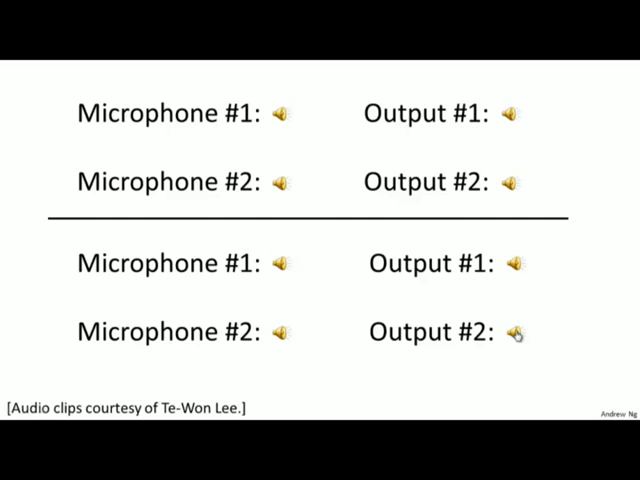 Microphone #1: Output #1:
Microphone #2: Output #2:
Microphone #1: Output #1:
Microphone #2: Output #2:
[Audio clips courtesy of Te-Won Lee.]
Andrew Ng